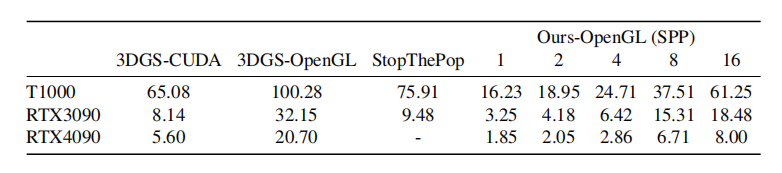 Ours-OpenGL (SPP)
3DGS-CUDA 3DGS-OpenGL StopThePop 1 2 4 8 16
T1000 65.08 100.28 75.91 16.23 18.95 24.71 37.51 61.25
RTX3090 8.14 32.15 9.48 3.25 4.18 6.42 15.31 18.48
RTX4090 5.60 20.70 - 1.85 2.05 2.86 6.71 8.00